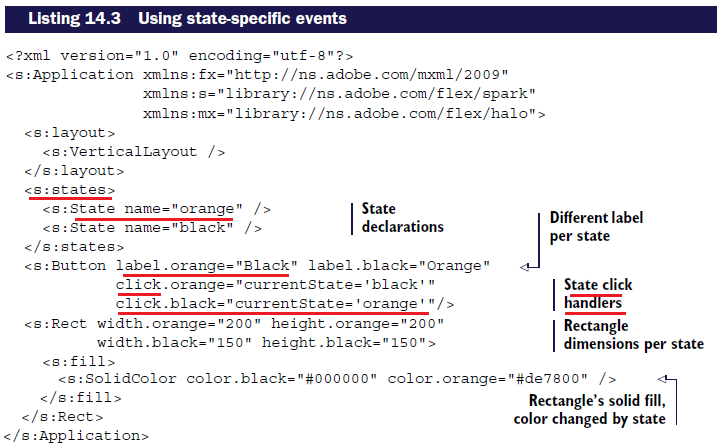 Listing 14.3 Using state-specific events
<?xml version="1.0" encoding="utf-8"?>
<s:Application xmlns:fx="http://ns.adobe.com/mxml/2009"
xmlns:s="library://ns.adobe.com/flex/spark"
xmlns:mx="library://ns.adobe.com/flex/halo">
<s:layout>
<s:VerticalLayout />
</s:layout>
<s:states>
<s:State name="orange" />
<s:State name="black" />
State
declarations
</s:states>
<s:Button label.orange="Black" label.black="Orange"
Different label
per state
click.orange="currentState='black'"
click.black="currentState='orange'"/>
State click
handlers
<s:Rect width.orange="200" height.orange="200"
width.black="150" height.black="150">
Rectangle
dimensions per state
<s:fill>
<s:SolidColor color.black="#000000" color.orange="#de7800" />
</s:fill>
Rectangle's solid fill,
color changed by state
</s:Rect>
</s:Application>